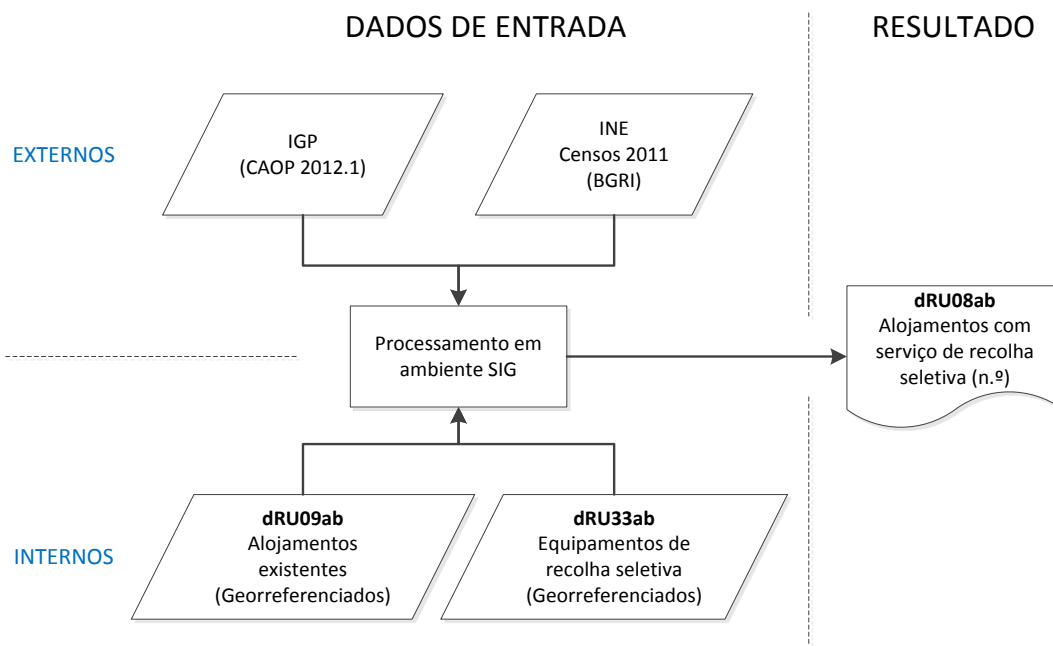 DADOS DE ENTRADA
RESULTADO
EXTERNOS
IGP
(CAOP 2012.1)
INE
Censos 2011
(BGRI)
Processamento em
ambiente SIG
dRU08ab
Alojamentos com
serviço de recolha
seletiva (n.º)
INTERNOS
dRU09ab
Alojamentos
existentes
(Georreferenciados)
dRU33ab
Equipamentos de
recolha seletiva
(Georreferenciados)